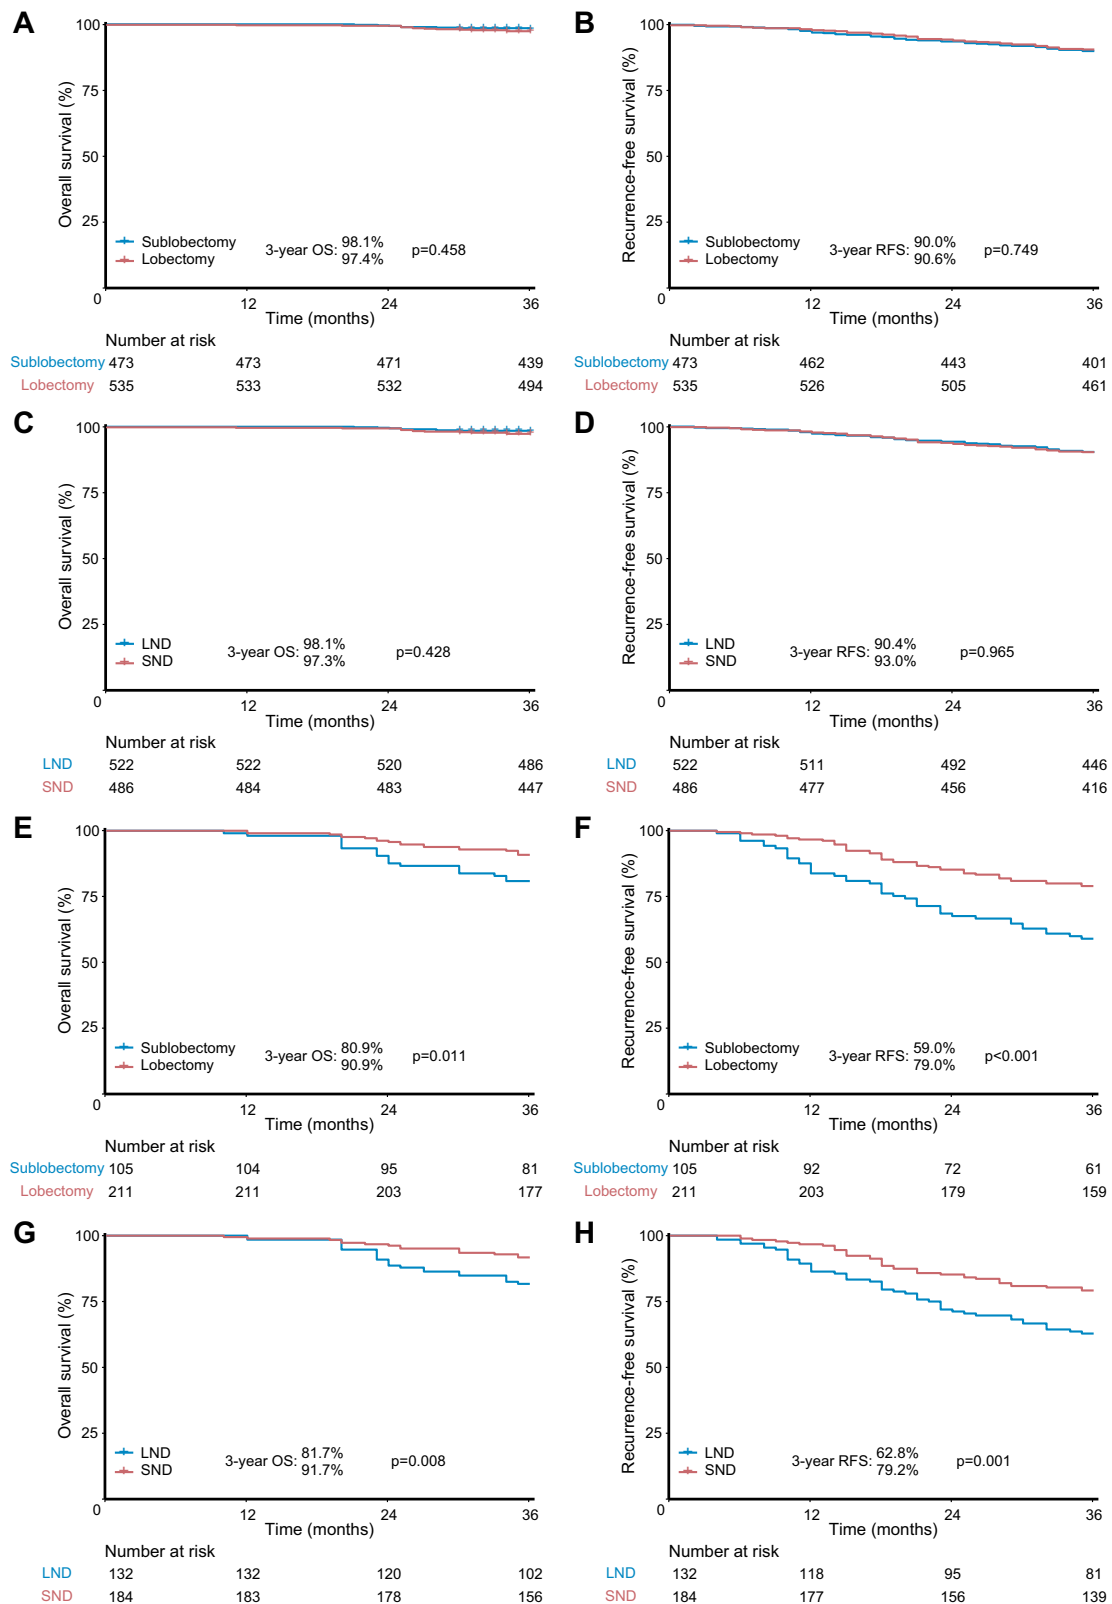 A
B
100
75
50
25
0
Overall survival (%)
Sublobectomy
Lobectomy
3-year OS: 98.1%
97.4%
p=0.458
12 24 36
Time (months)
Number at risk
Sublobectomy 473 473 471 439
Lobectomy 535 533 532 494
100
75
50
25
0
Recurrence-free survival (%)
Sublobectomy
Lobectomy
3-year RFS: 90.0%
90.6%
p=0.749
12 24 36
Time (months)
Number at risk
Sublobectomy 473 462 443 401
Lobectomy 535 526 505 461
C
D
100
75
50
25
0
Overall survival (%)
LND
SND
3-year OS: 98.1%
97.3%
p=0.428
12 24 36
Time (months)
Number at risk
LND 522 522 520 486
SND 486 484 483 447
100
75
50
25
0
Recurrence-free survival (%)
LND
SND
3-year RFS: 90.4%
93.0%
p=0.965
12 24 36
Time (months)
Number at risk
LND 522 511 492 446
SND 486 477 456 416
E
F
100
75
50
25
0
Overall survival (%)
Sublobectomy
Lobectomy
3-year OS: 80.9%
90.9%
p=0.011
12 24 36
Time (months)
Number at risk
Sublobectomy 105 104 95 81
Lobectomy 211 211 203 177
100
75
50
25
0
Recurrence-free survival (%)
Sublobectomy
Lobectomy
3-year RFS: 59.0%
79.0%
p<0.001
12 24 36
Time (months)
Number at risk
Sublobectomy 105 92 72 61
Lobectomy 211 203 179 159
G
H
100
75
50
25
0
Overall survival (%)
LND
SND
3-year OS: 81.7%
91.7%
p=0.008
12 24 36
Time (months)
Number at risk
LND 132 132 120 102
SND 184 183 178 156
100
75
50
25
0
Recurrence-free survival (%)
LND
SND
3-year RFS: 62.8%
79.2%
p=0.001
12 24 36
Time (months)
Number at risk
LND 132 118 95 81
SND 184 177 156 139